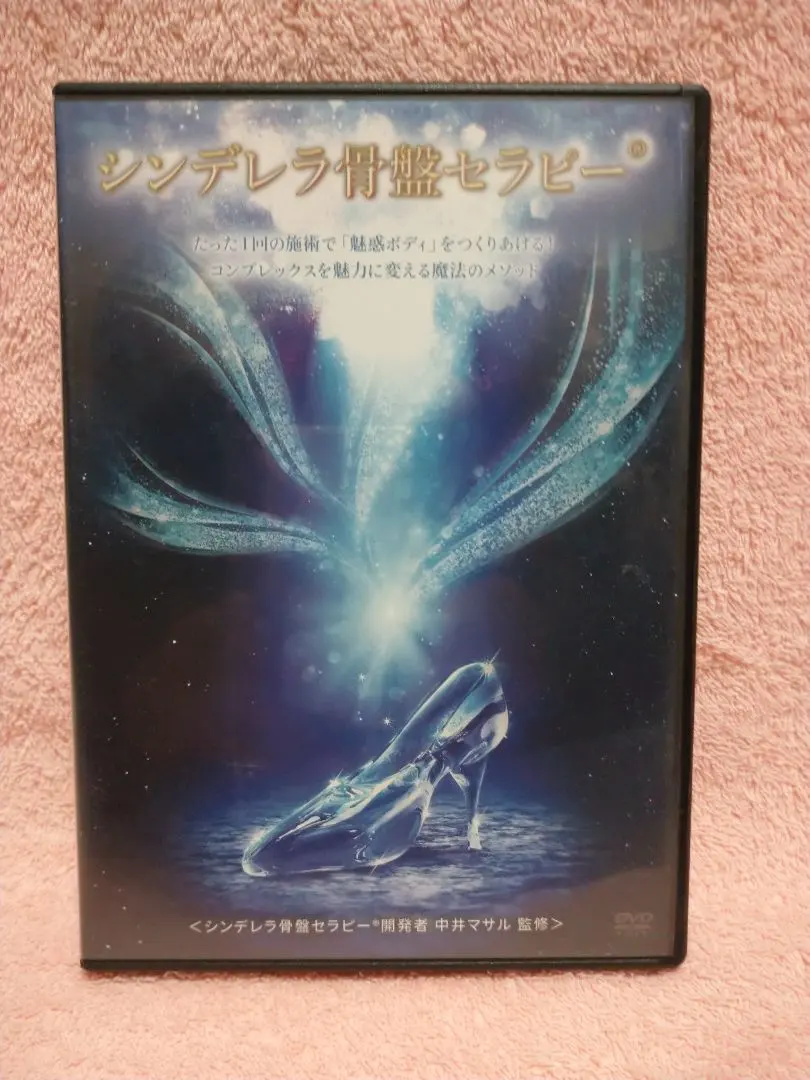 シンデレラ骨盤セラピー®
たった1回の施術で「魅惑ボディ」をつくりあげる!
コンプレックスを魅力に変える魔法のメソッド
<シンデレラ骨盤セラピー®開発者 中井マサル 監修>
DVD